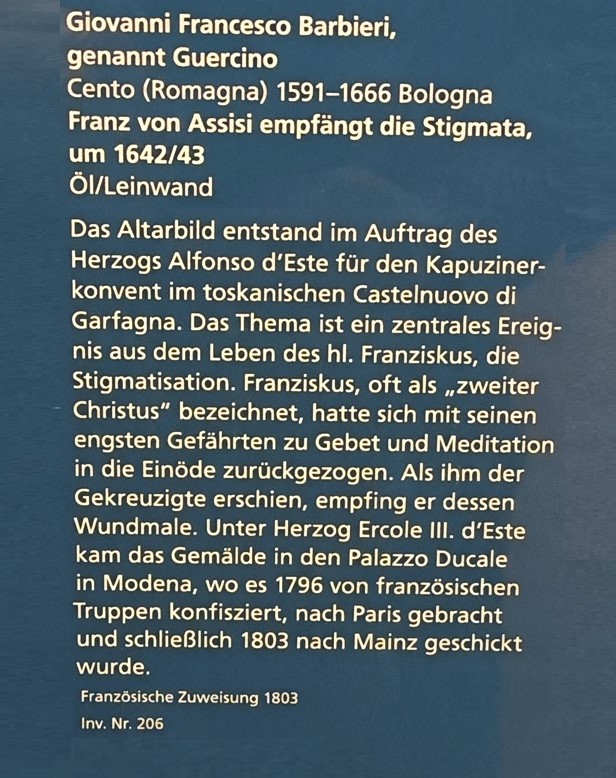 Giovanni Francesco Barbieri,
genannt Guercino
Cento (Romagna) 1591–1666 Bologna
Franz von Assisi empfängt die Stigmata,
um 1642/43
Öl/Leinwand
Das Altarbild entstand im Auftrag des
Herzogs Alfonso d’Este für den Kapuziner-
konvent im toskanischen Castelnuovo di
Garfagna. Das Thema ist ein zentrales Ereig-
nis aus dem Leben des hl. Franziskus, die
Stigmatisation. Franziskus, oft als „zweiter
Christus“ bezeichnet, hatte sich mit seinen
engsten Gefährten zu Gebet und Meditation
in die Einöde zurückgezogen. Als ihm der
Gekreuzigte erschien, empfing er dessen
Wundmale. Unter Herzog Ercole III. d’Este
kam das Gemälde in den Palazzo Ducale
in Modena, wo es 1796 von französischen
Truppen konfisziert, nach Paris gebracht
und schließlich 1803 nach Mainz geschickt
wurde.
Französische Zuweisung 1803
Inv. Nr. 206